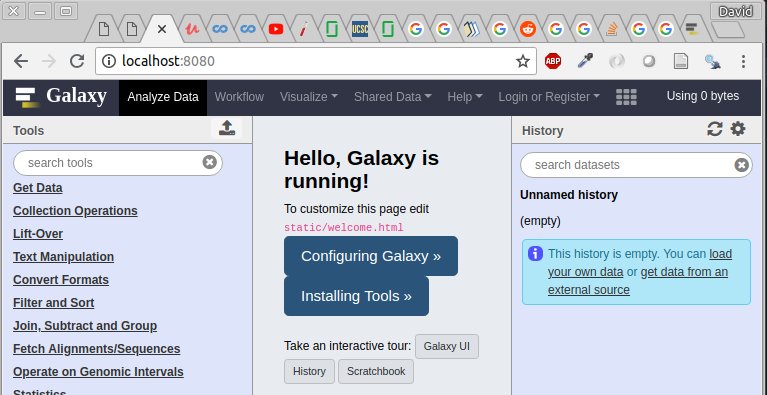 David
UCSC
localhost:8080
ABP
Galaxy
Analyze Data
Workflow
Visualize
Shared Data
Help
Login or Register
Using 0 bytes
Tools
search tools
Get Data
Collection Operations
Lift-Over
Text Manipulation
Convert Formats
Filter and Sort
Join, Subtract and Group
Fetch Alignments/Sequences
Operate on Genomic Intervals
Statistics
Hello, Galaxy is
running!
To customize this page edit
static/welcome.html
Configuring Galaxy »
Installing Tools »
Take an interactive tour: Galaxy UI
History Scratchbook
History
search datasets
Unnamed history
(empty)
This history is empty. You can load
your own data or get data from an
external source